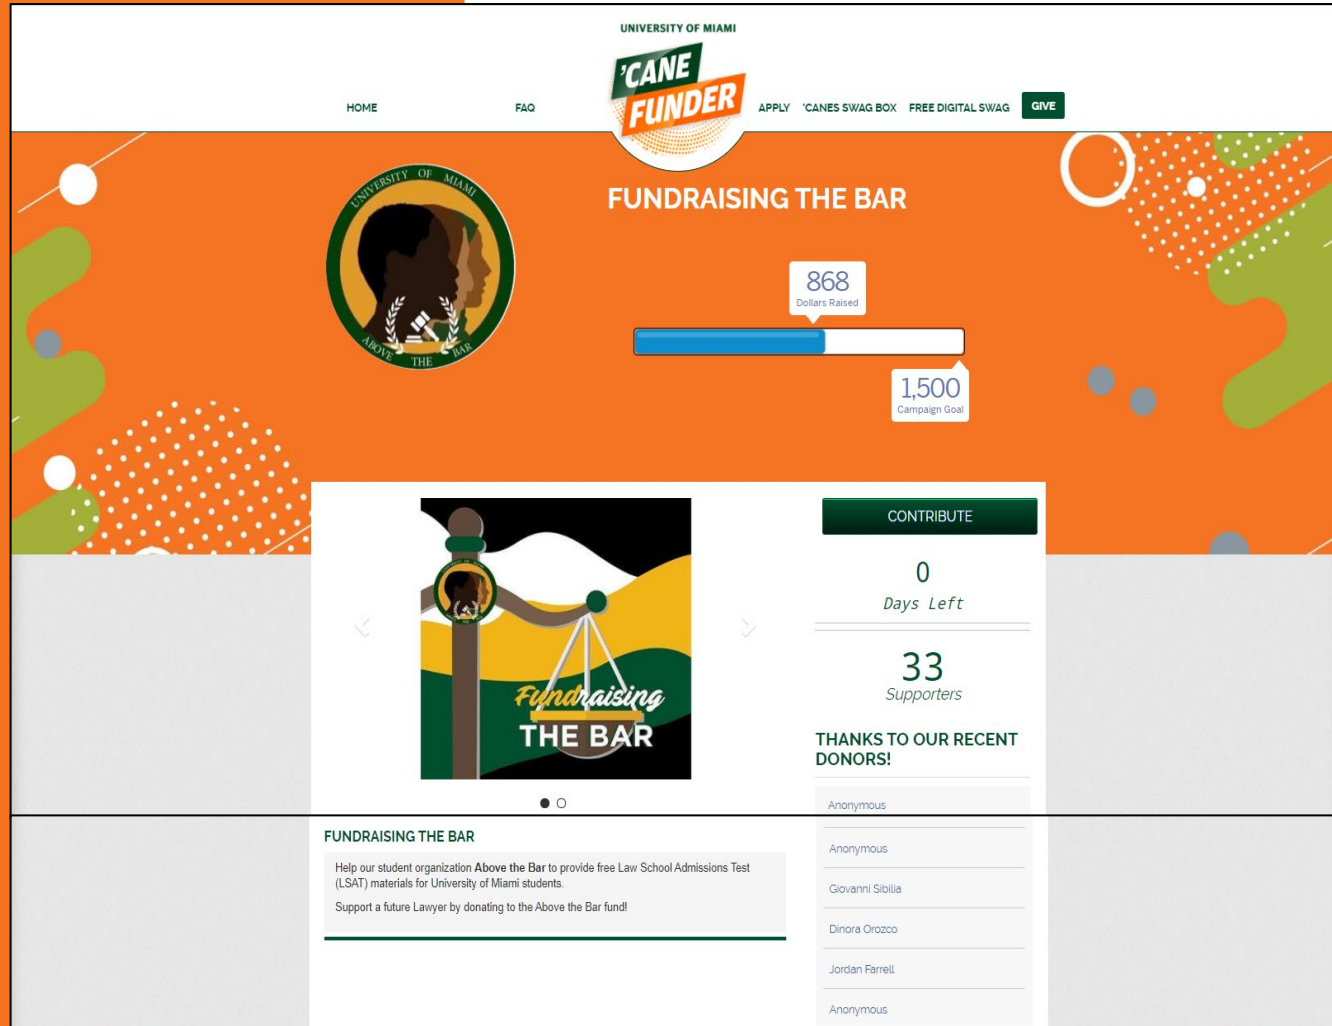 UNIVERSITY OF MIAMI
'CANE
FUNDER
HOME
FAQ
APPLY
'CANES SWAG BOX
FREE DIGITAL SWAG
GIVE
UNIVERSITY OF MIAMI
ABOVE THE BAR
FUNDRAISING THE BAR
868
Dollars Raised
1,500
Campaign Goal
Fundraising
THE BAR
CONTRIBUTE
0
Days Left
33
Supporters
THANKS TO OUR RECENT
DONORS!
Anonymous
Anonymous
Giovanni Sibilia
Dinora Orozco
Jordan Farrell
Anonymous
FUNDRAISING THE BAR
Help our student organization Above the Bar to provide free Law School Admissions Test
(LSAT) materials for University of Miami students.
Support a future Lawyer by donating to the Above the Bar fund!